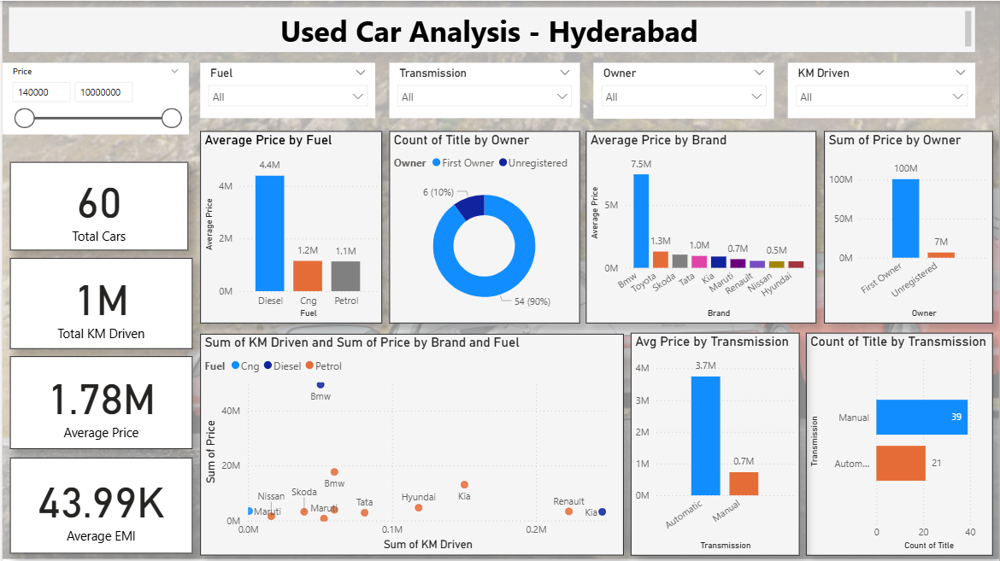 Used Car Analysis - Hyderabad
Price
140000
10000000
Fuel
All
Transmission
All
Owner
All
KM Driven
All
60
Total Cars
1M
Total KM Driven
1.78M
Average Price
43.99K
Average EMI
Average Price by Fuel
4.4M
4M
2M
0M
1.2M
1.1M
Diesel
Cng
Petrol
Average Price
Fuel
Count of Title by Owner
Owner
First Owner
Unregistered
6 (10%)
54 (90%)
Average Price by Brand
7.5M
5M
0M
1.3M
1.0M
0.7M
0.5M
Bmw
Toyota
Skoda
Tata
Kia
Maruti
Renault
Nissan
Hyundai
Average Price
Brand
Sum of Price by Owner
100M
100M
50M
0M
7M
First Owner
Unregistered
Owner
Sum of KM Driven and Sum of Price by Brand and Fuel
Fuel
Cng
Diesel
Petrol
Bmw
40M
20M
0M
Bmw
Nissan
Skoda
Maruti
Maruti
Tata
Hyundai
Kia
Renault
Kia
0.0M
0.1M
0.2M
Sum of Price
Sum of KM Driven
Avg Price by Transmission
3.7M
4M
3M
2M
1M
0M
0.7M
Automatic
Manual
Transmission
Count of Title by Transmission
Manual
39
Autom...
21
0
20
40
Transmission
Count of Title